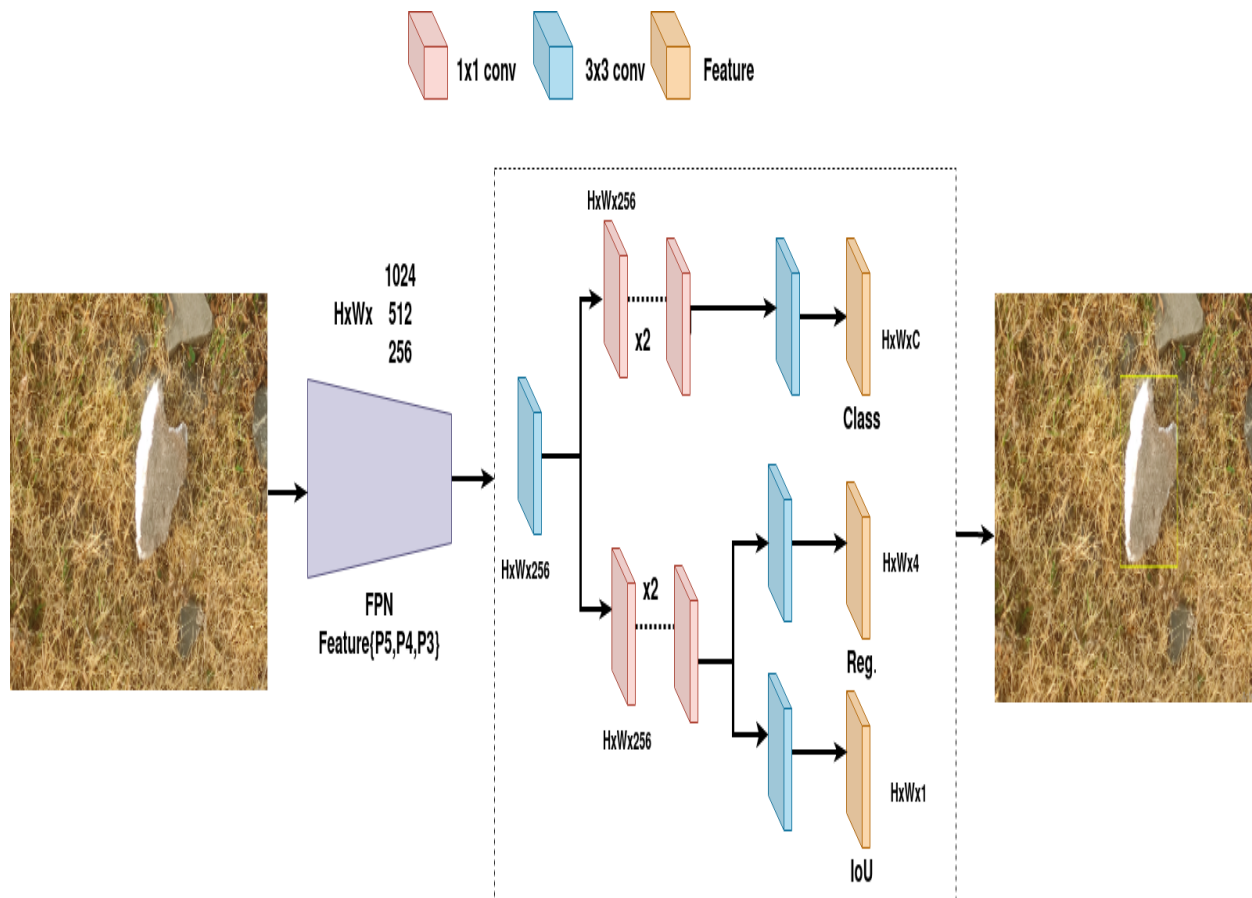 1x1 conv
3x3 conv
Feature
HxWx256
1024
HxWx 512
256
x2
HxWxC
Class
HxWx256
FPN
Feature{P5,P4,P3}
x2
HxWx4
Reg.
HxWx256
HxWx1
IoU